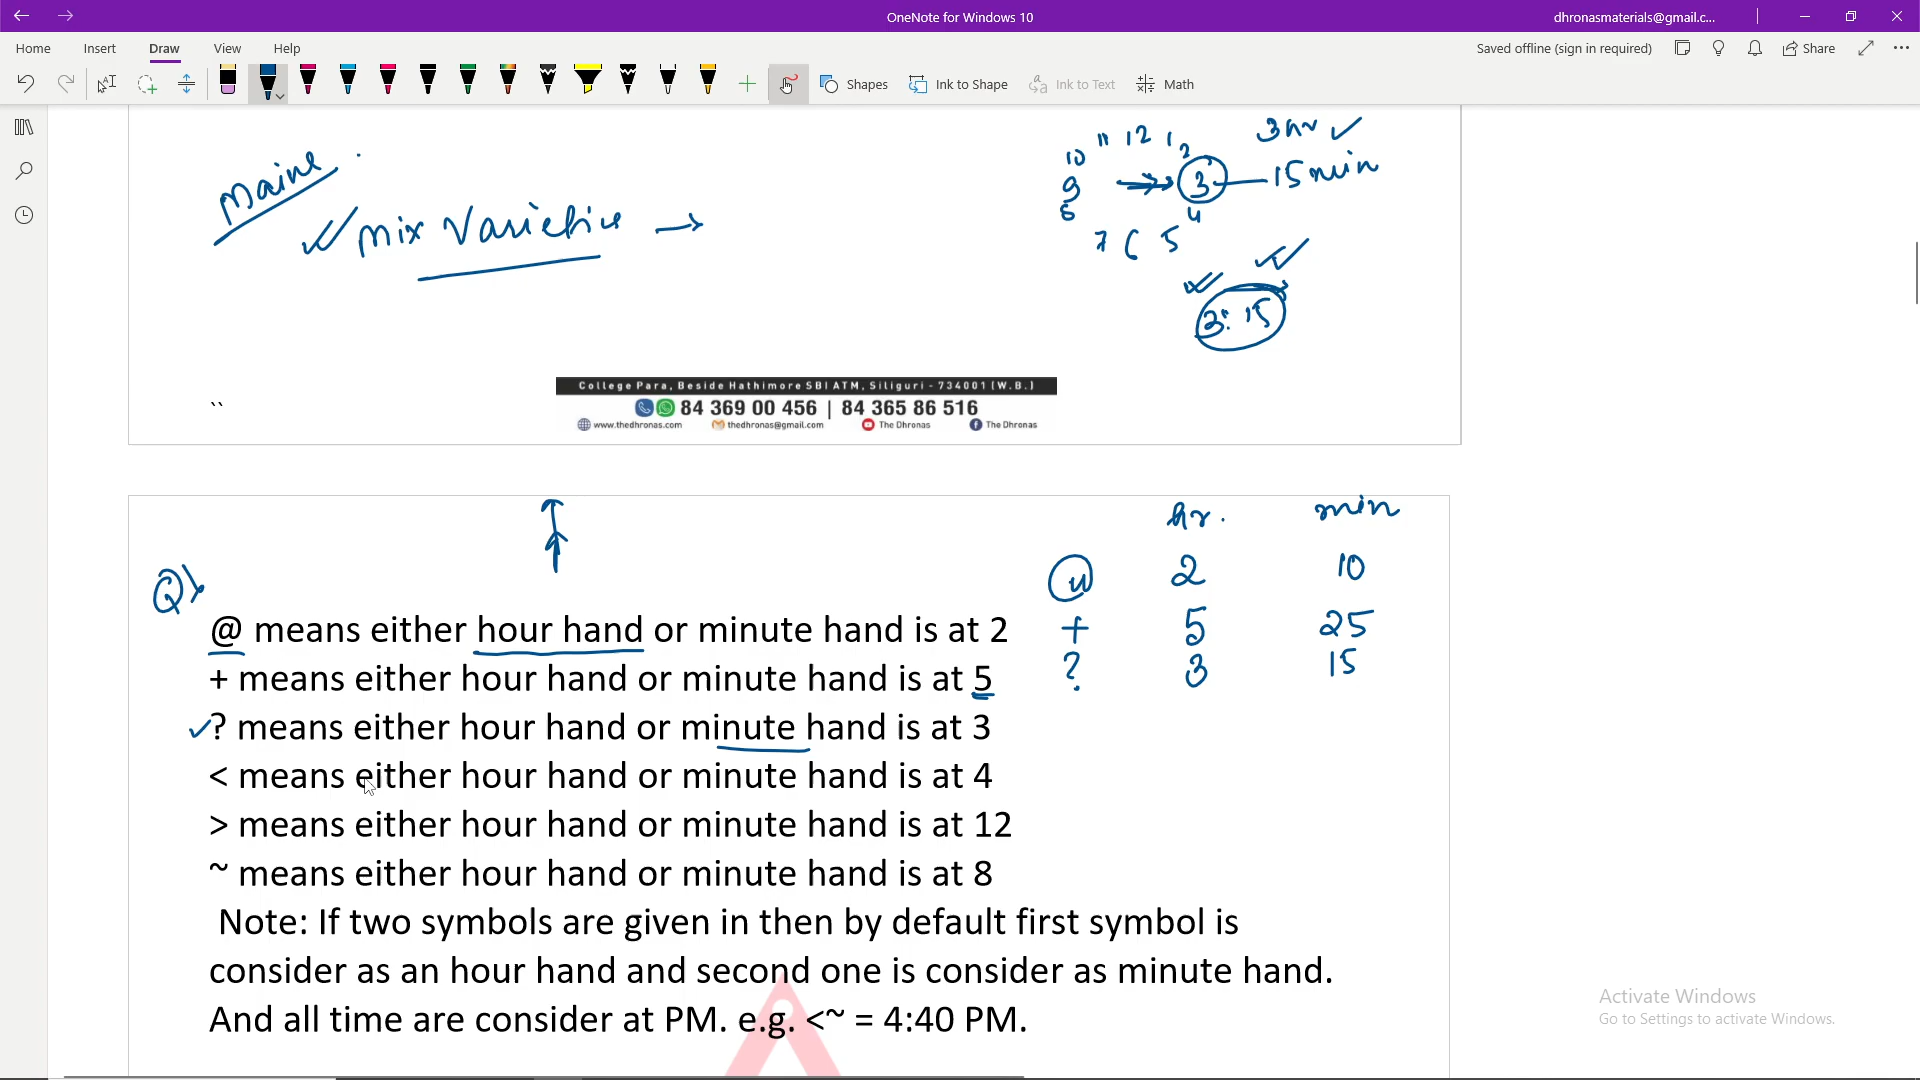 OneNote for Windows 10
dhronasmaterials@gmail.c...
Home Insert Draw View Help
Saved offline (sign in required)
Share
Shapes
Ink to Shape
Ink to Text
Math
Mains
mix Varieties →
11 12 1
10 2
9 3 15 min
8 4
7 6 5
3 hr ✓
3:15
College Para, Beside Hathimore SBI ATM, Siliguri - 734001 (W.B.)
84 369 00 456 | 84 365 86 516
www.thedhronas.com thedhronas@gmail.com The Dhronas The Dhronas
``
hr. min
@ 2 10
+ 5 25
? 3 15
Q1
@ means either hour hand or minute hand is at 2
+ means either hour hand or minute hand is at 5
✓? means either hour hand or minute hand is at 3
< means either hour hand or minute hand is at 4
> means either hour hand or minute hand is at 12
~ means either hour hand or minute hand is at 8
Note: If two symbols are given in then by default first symbol is
consider as an hour hand and second one is consider as minute hand.
And all time are consider at PM. e.g. <~ = 4:40 PM.
Activate Windows
Go to Settings to activate Windows.